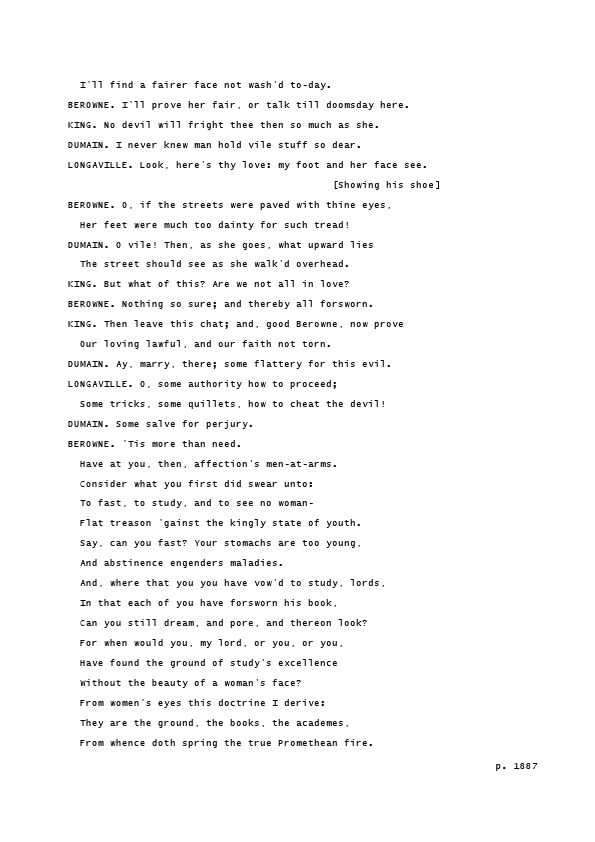 I'll find a fairer face not wash'd to-day.
BEROWNE. I'll prove her fair, or talk till doomsday here.
KING. No devil will fright thee then so much as she.
DUMAIN. I never knew man hold vile stuff so dear.
LONGAVILLE. Look, here's thy love: my foot and her face see.
[Showing his shoe]
BEROWNE. O, if the streets were paved with thine eyes,
Her feet were much too dainty for such tread!
DUMAIN. O vile! Then, as she goes, what upward lies
The street should see as she walk'd overhead.
KING. But what of this? Are we not all in love?
BEROWNE. Nothing so sure; and thereby all forsworn.
KING. Then leave this chat; and, good Berowne, now prove
Our loving lawful, and our faith not torn.
DUMAIN. Ay, marry, there; some flattery for this evil.
LONGAVILLE. O, some authority how to proceed;
Some tricks, some quillets, how to cheat the devil!
DUMAIN. Some salve for perjury.
BEROWNE. 'Tis more than need.
Have at you, then, affection's men-at-arms.
Consider what you first did swear unto:
To fast, to study, and to see no woman-
Flat treason 'gainst the kingly state of youth.
Say, can you fast? Your stomachs are too young,
And abstinence engenders maladies.
And, where that you you have vow'd to study, lords,
In that each of you have forsworn his book,
Can you still dream, and pore, and thereon look?
For when would you, my lord, or you, or you,
Have found the ground of study's excellence
Without the beauty of a woman's face?
From women's eyes this doctrine I derive:
They are the ground, the books, the academes,
From whence doth spring the true Promethean fire.
p. 1887